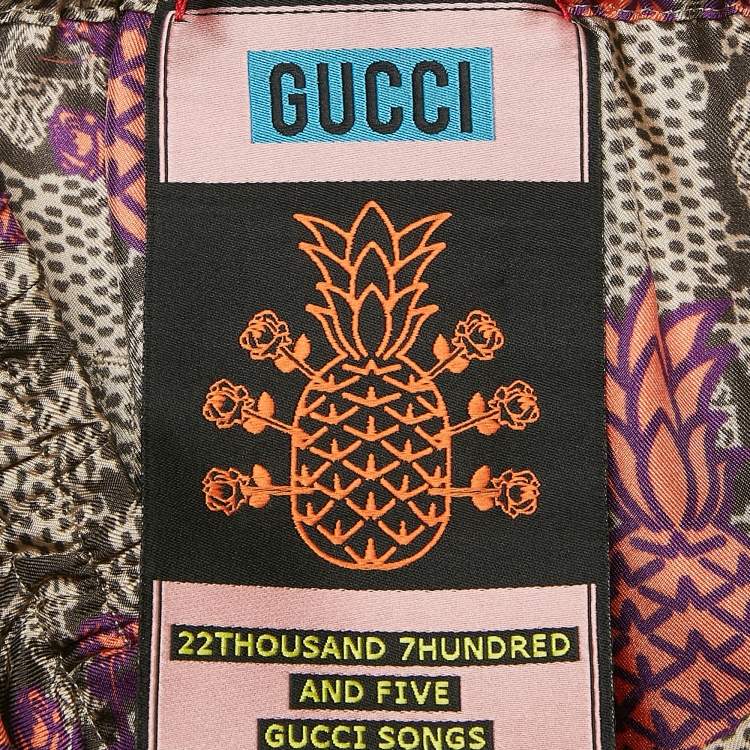 GUCCI
22THOUSAND 7HUNDRED
AND FIVE
GUCCI SONGS